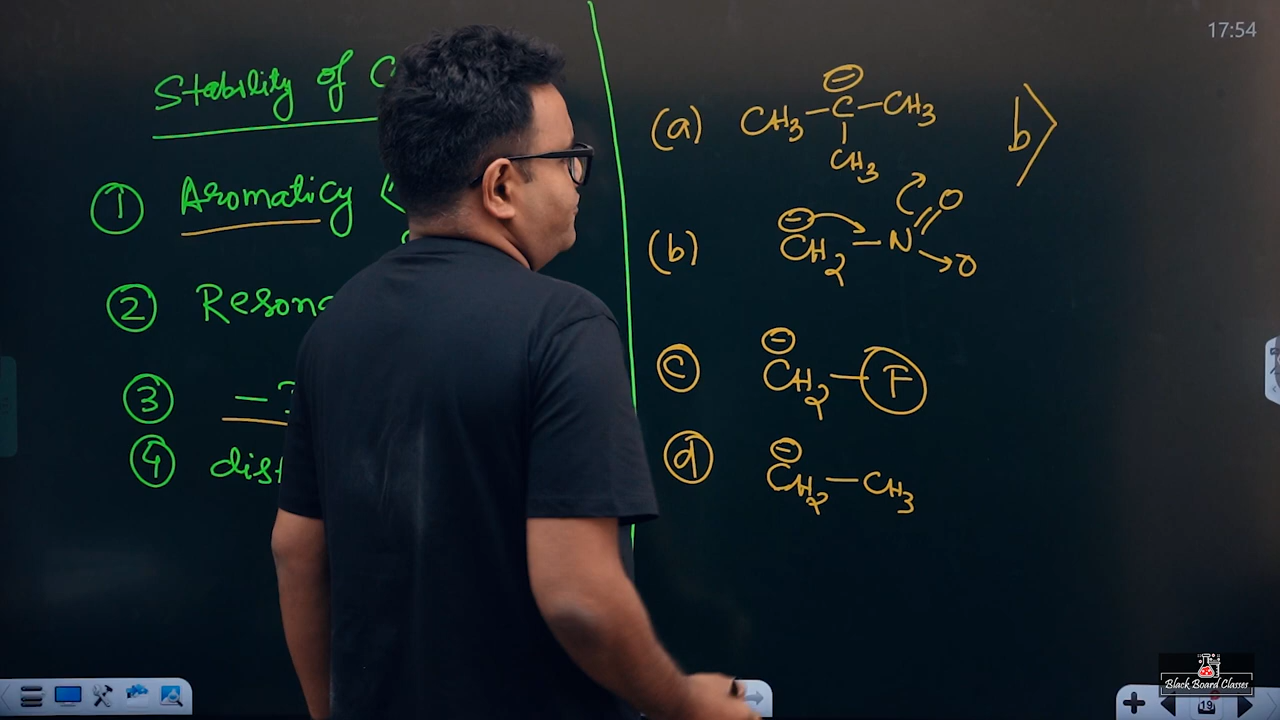 17:54
Stability of C
① Aromaticy
② Resona
③ -I
④ dist
(a) CH3-C⊖-CH3 b>
CH3
(b) ⊖CH2-N=O
→O
ⓒ ⊖CH2-F
ⓓ ⊖CH2-CH3
19
Black Board Classes